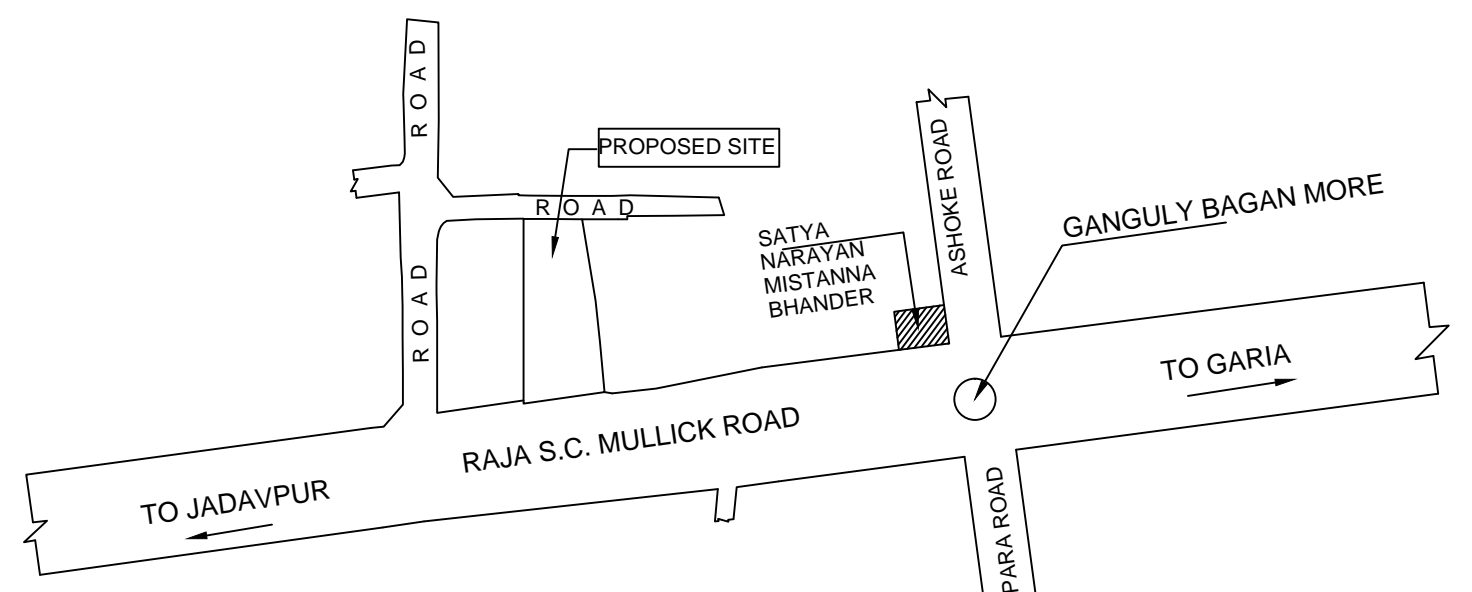 ROAD
PROPOSED SITE
ROAD
ROAD
SATYA
NARAYAN
MISTANNA
BHANDER
ASHOKE ROAD
GANGULY BAGAN MORE
TO GARIA
RAJA S.C. MULLICK ROAD
TO JADAVPUR
PARA ROAD